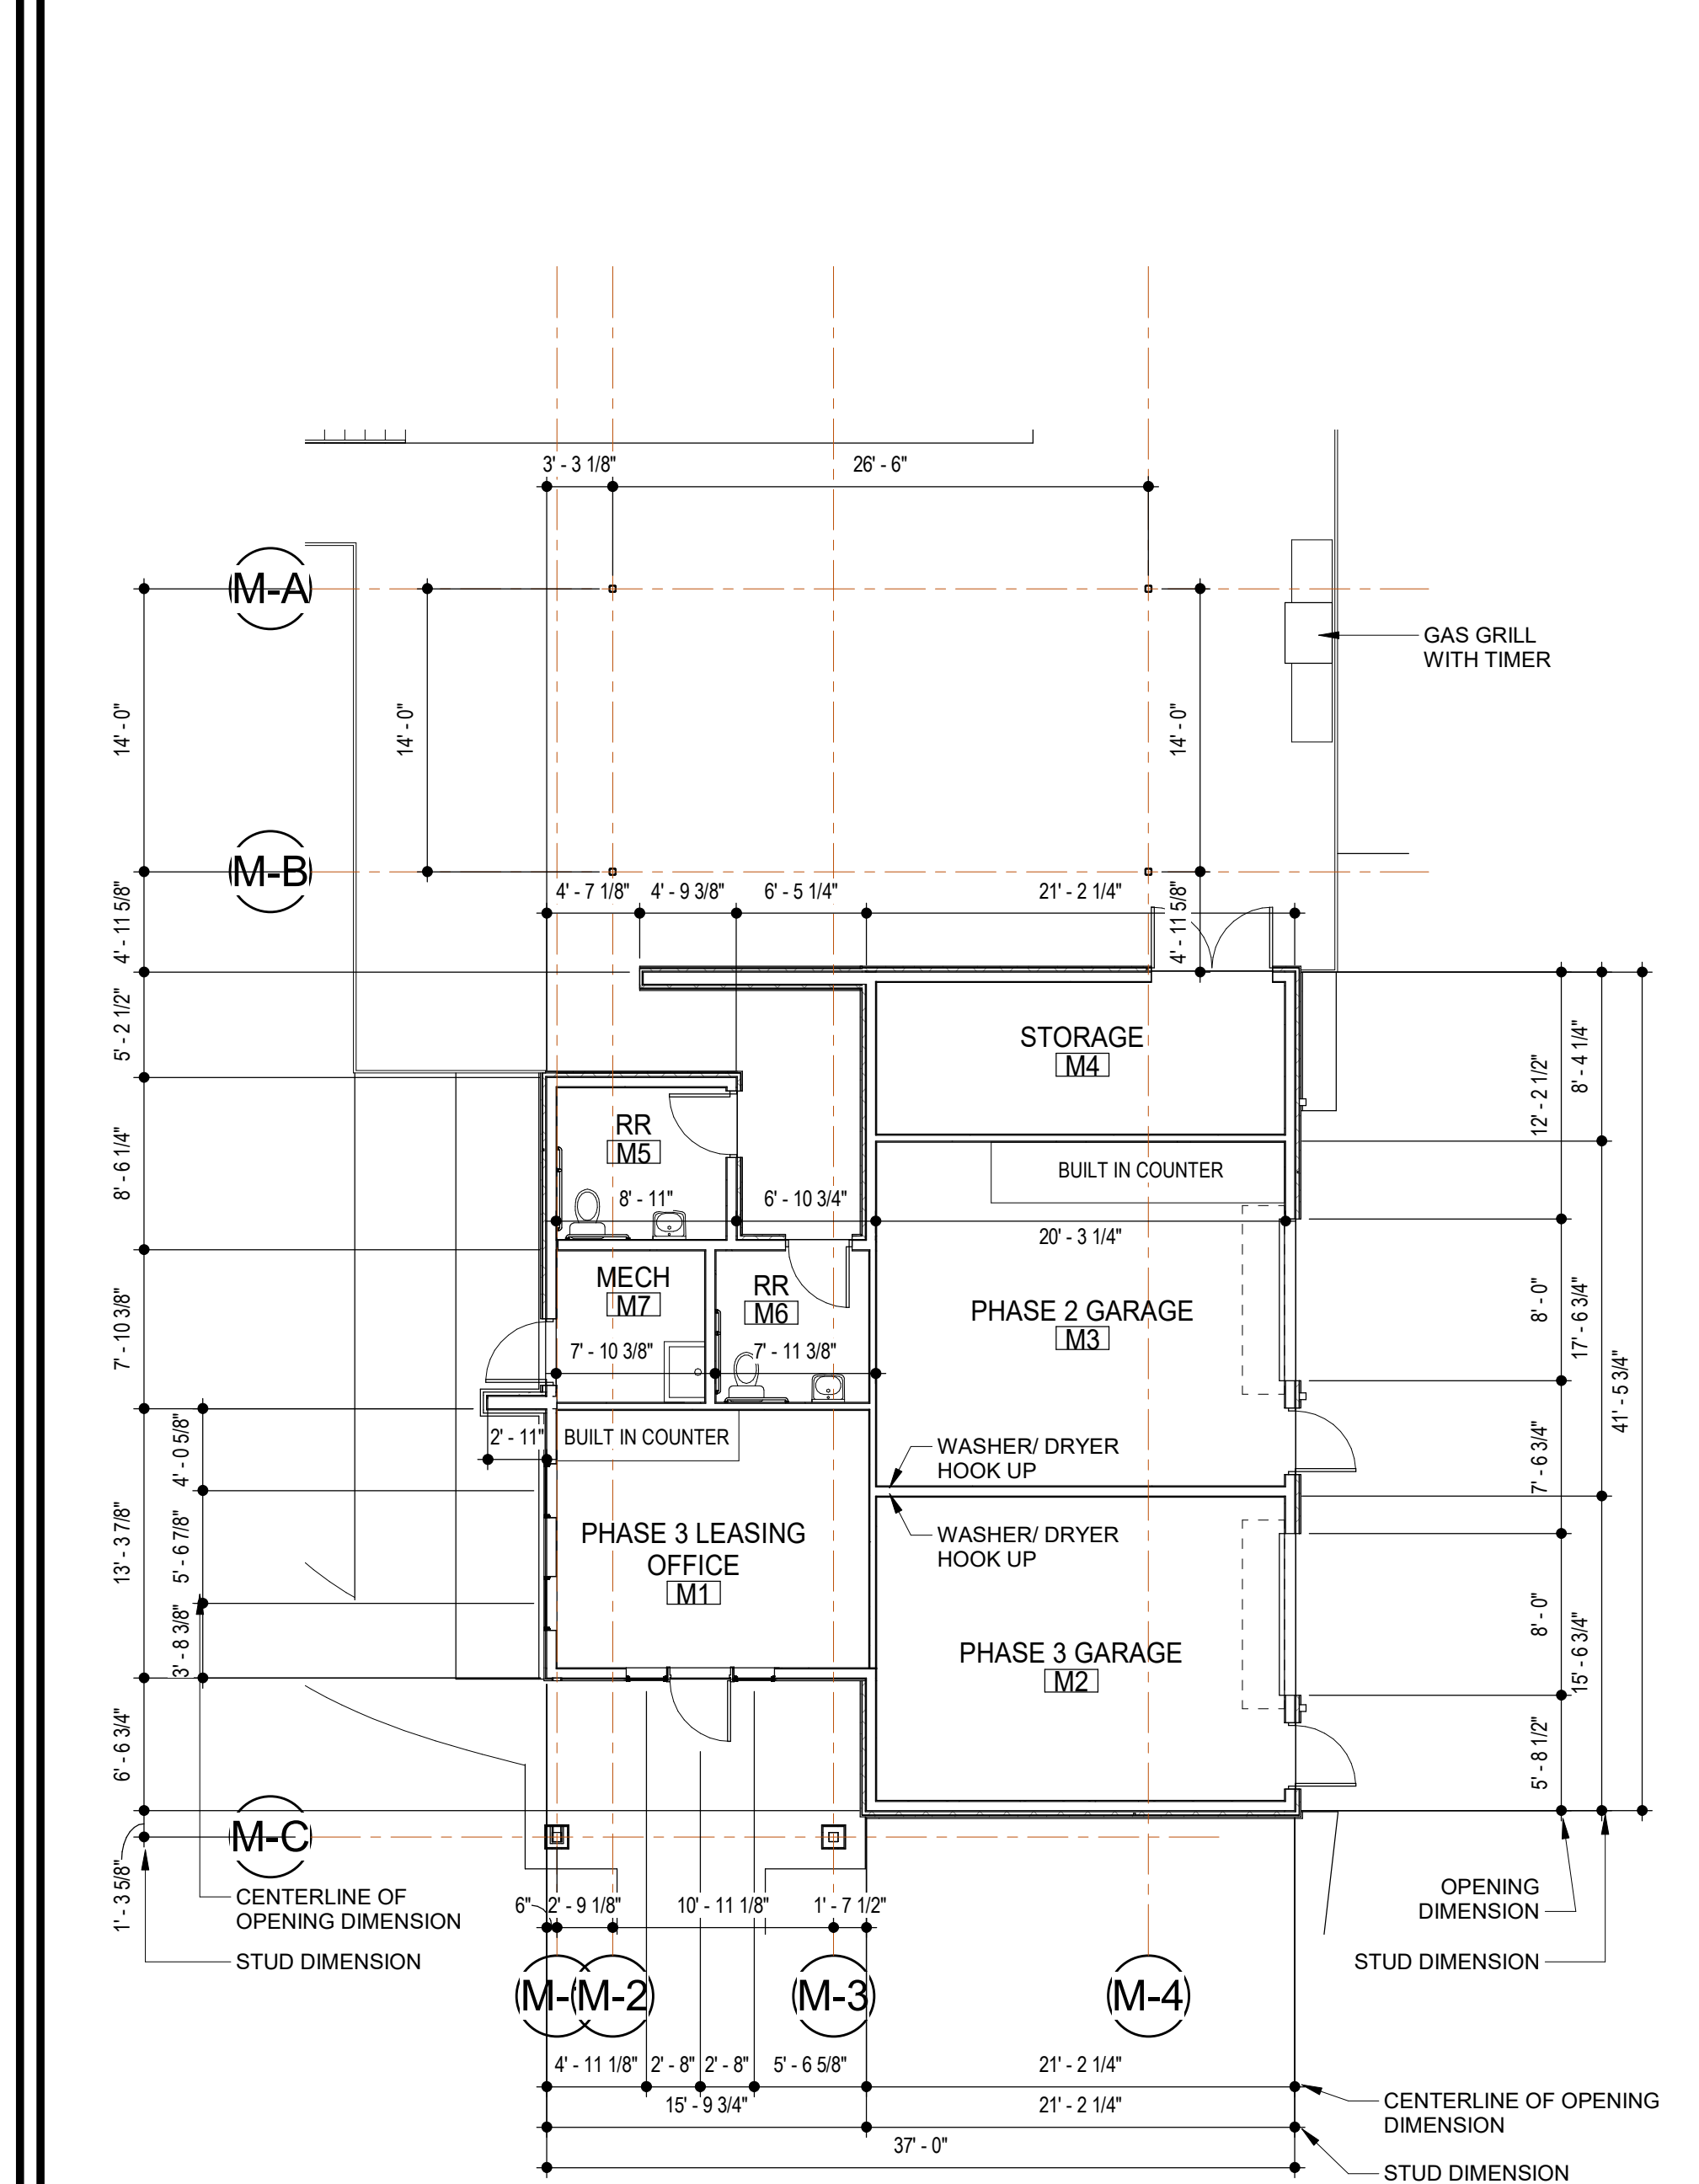 3' - 3 1/8"
26' - 6"
M-A
GAS GRILL
WITH TIMER
14' - 0"
14' - 0"
14' - 0"
M-B
4' - 7 1/8"
4' - 9 3/8"
6' - 5 1/4"
21' - 2 1/4"
4' - 11 5/8"
4' - 11 5/8"
5' - 2 1/2"
STORAGE
M4
12' - 2 1/2"
8' - 4 1/4"
RR
M5
8' - 11"
6' - 10 3/4"
BUILT IN COUNTER
8' - 6 1/4"
20' - 3 1/4"
MECH
M7
RR
M6
PHASE 2 GARAGE
M3
7' - 10 3/8"
7' - 10 3/8"
7' - 11 3/8"
8' - 0"
17' - 6 3/4"
41' - 5 3/4"
2' - 11"
BUILT IN COUNTER
WASHER/ DRYER
HOOK UP
4' - 0 5/8"
7' - 6 3/4"
13' - 3 7/8"
5' - 6 7/8"
PHASE 3 LEASING
OFFICE
M1
WASHER/ DRYER
HOOK UP
3' - 8 3/8"
8' - 0"
15' - 6 3/4"
PHASE 3 GARAGE
M2
6' - 6 3/4"
5' - 8 1/2"
M-C
1' - 3 5/8"
CENTERLINE OF
OPENING DIMENSION
STUD DIMENSION
6"
2' - 9 1/8"
10' - 11 1/8"
1' - 7 1/2"
OPENING
DIMENSION
STUD DIMENSION
M-
M-2
M-3
M-4
4' - 11 1/8"
2' - 8"
2' - 8"
5' - 6 5/8"
21' - 2 1/4"
15' - 9 3/4"
21' - 2 1/4"
CENTERLINE OF OPENING
DIMENSION
37' - 0"
STUD DIMENSION